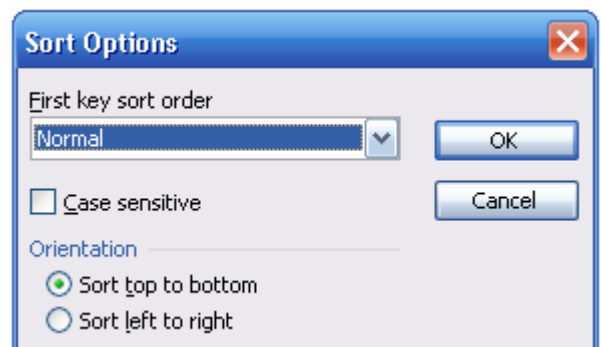 Sort Options
First key sort order
Normal
OK
Case sensitive
Cancel
Orientation
Sort top to bottom
Sort left to right